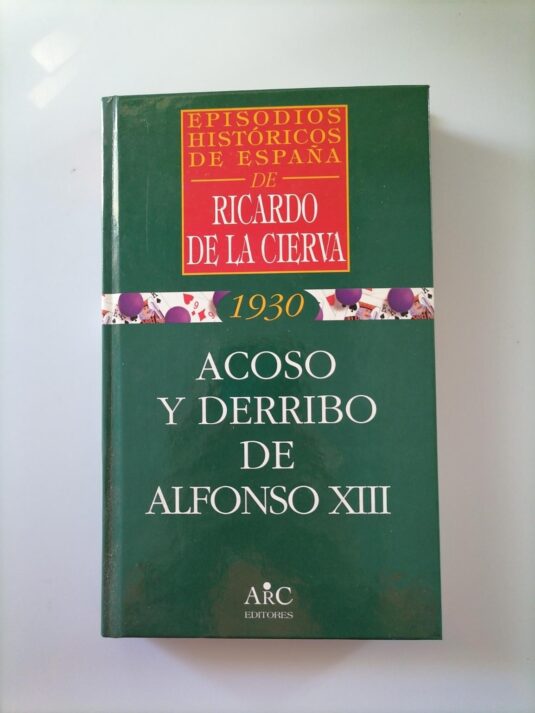 EPISODIOS
HISTÓRICOS
DE ESPAÑA
DE
RICARDO
DE LA CIERVA
1930
ACOSO
Y DERRIBO
DE
ALFONSO XIII
ARC
EDITORES